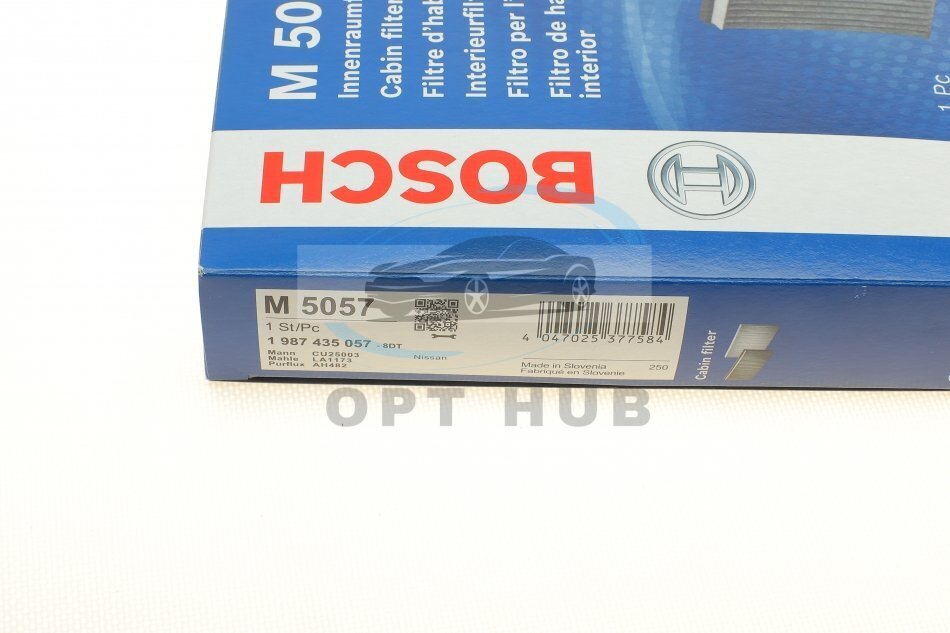 M 50
Innenraumf
Cabin filter
Filtre d'hab
Interieurfil
Filtro per l'i
Filtro de ha
interior
1 Pc
BOSCH
M 5057
1 St/Pc
1 987 435 057 - 8DT
Mann CU25003
Mahle LA1173
Purflux AH482
Nissan
4 047025 377584
Made in Slovenia
Fabriqué en Slovenie
250
Cabin filter
OPT HUB